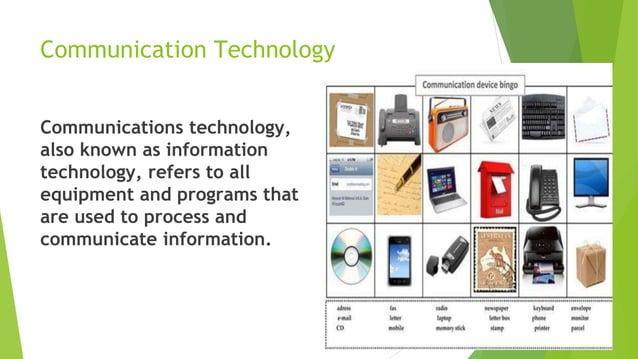 Communication Technology
Communications technology,
also known as information
technology, refers to all
equipment and programs that
are used to process and
communicate information.
Communication device bingo
NEWS
Mail
adress fax radio newspaper keyboard envelope
e-mail letter laptop letter box phone monitor
CD mobile memory stick stamp printer parcel